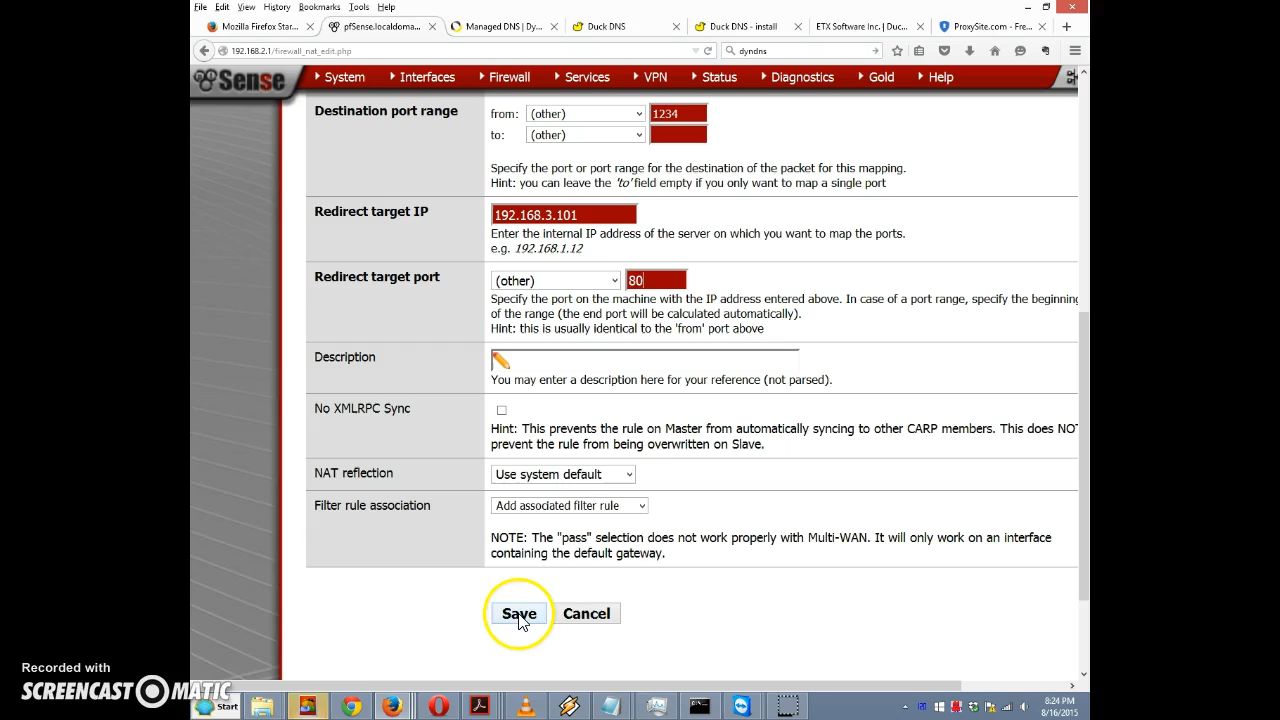 File Edit View History Bookmarks Tools Help
Mozilla Firefox Star... × pfSense.localdoma... × Managed DNS | Dy... × Duck DNS × Duck DNS - install × ETX Software Inc. | Duc... × ProxySite.com - Fre... × +
192.168.2.1/firewall_nat_edit.php dyndns
Sense System Interfaces Firewall Services VPN Status Diagnostics Gold Help
Destination port range
from: (other) 1234
to: (other)
Specify the port or port range for the destination of the packet for this mapping.
Hint: you can leave the 'to' field empty if you only want to map a single port
Redirect target IP
192.168.3.101
Enter the internal IP address of the server on which you want to map the ports.
e.g. 192.168.1.12
Redirect target port
(other) 80
Specify the port on the machine with the IP address entered above. In case of a port range, specify the beginning
of the range (the end port will be calculated automatically).
Hint: this is usually identical to the 'from' port above
Description
You may enter a description here for your reference (not parsed).
No XMLRPC Sync
Hint: This prevents the rule on Master from automatically syncing to other CARP members. This does NOT
prevent the rule from being overwritten on Slave.
NAT reflection Use system default
Filter rule association Add associated filter rule
NOTE: The "pass" selection does not work properly with Multi-WAN. It will only work on an interface
containing the default gateway.
Save Cancel
Recorded with
SCREENCAST O MATIC
Start
8:24 PM
8/16/2015